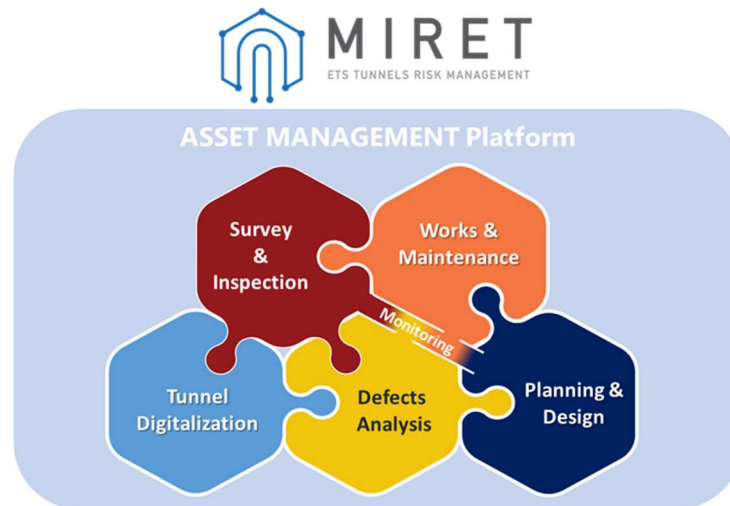 MIRET
ETS TUNNELS RISK MANAGEMENT
ASSET MANAGEMENT Platform
Survey
&
Inspection
Works &
Maintenance
Monitoring
Tunnel
Digitalization
Defects
Analysis
Planning &
Design